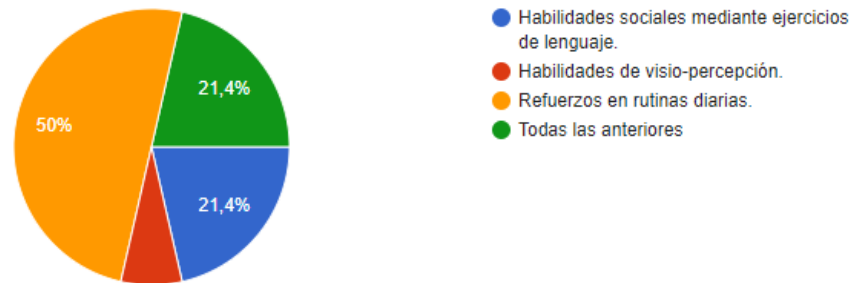 21,4%
50%
21,4%
Habilidades sociales mediante ejercicios
de lenguaje.
Habilidades de visio-percepción.
Refuerzos en rutinas diarias.
Todas las anteriores